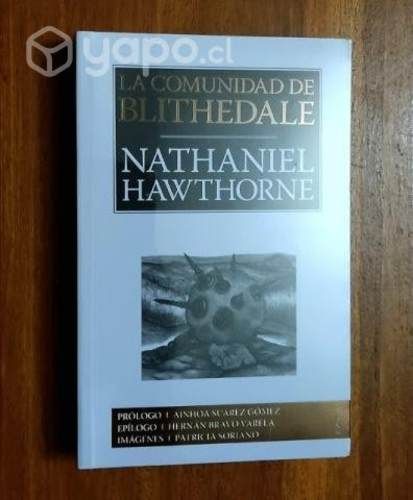 yapo.cl
LA COMUNIDAD DE
BLITHEDALE
NATHANIEL
HAWTHORNE
PRÓLOGO | AINHOA SUÁREZ GÓMEZ
EPÍLOGO | HERNÁN BRAVO VARELA
IMÁGENES | PATRICIA SORIANO